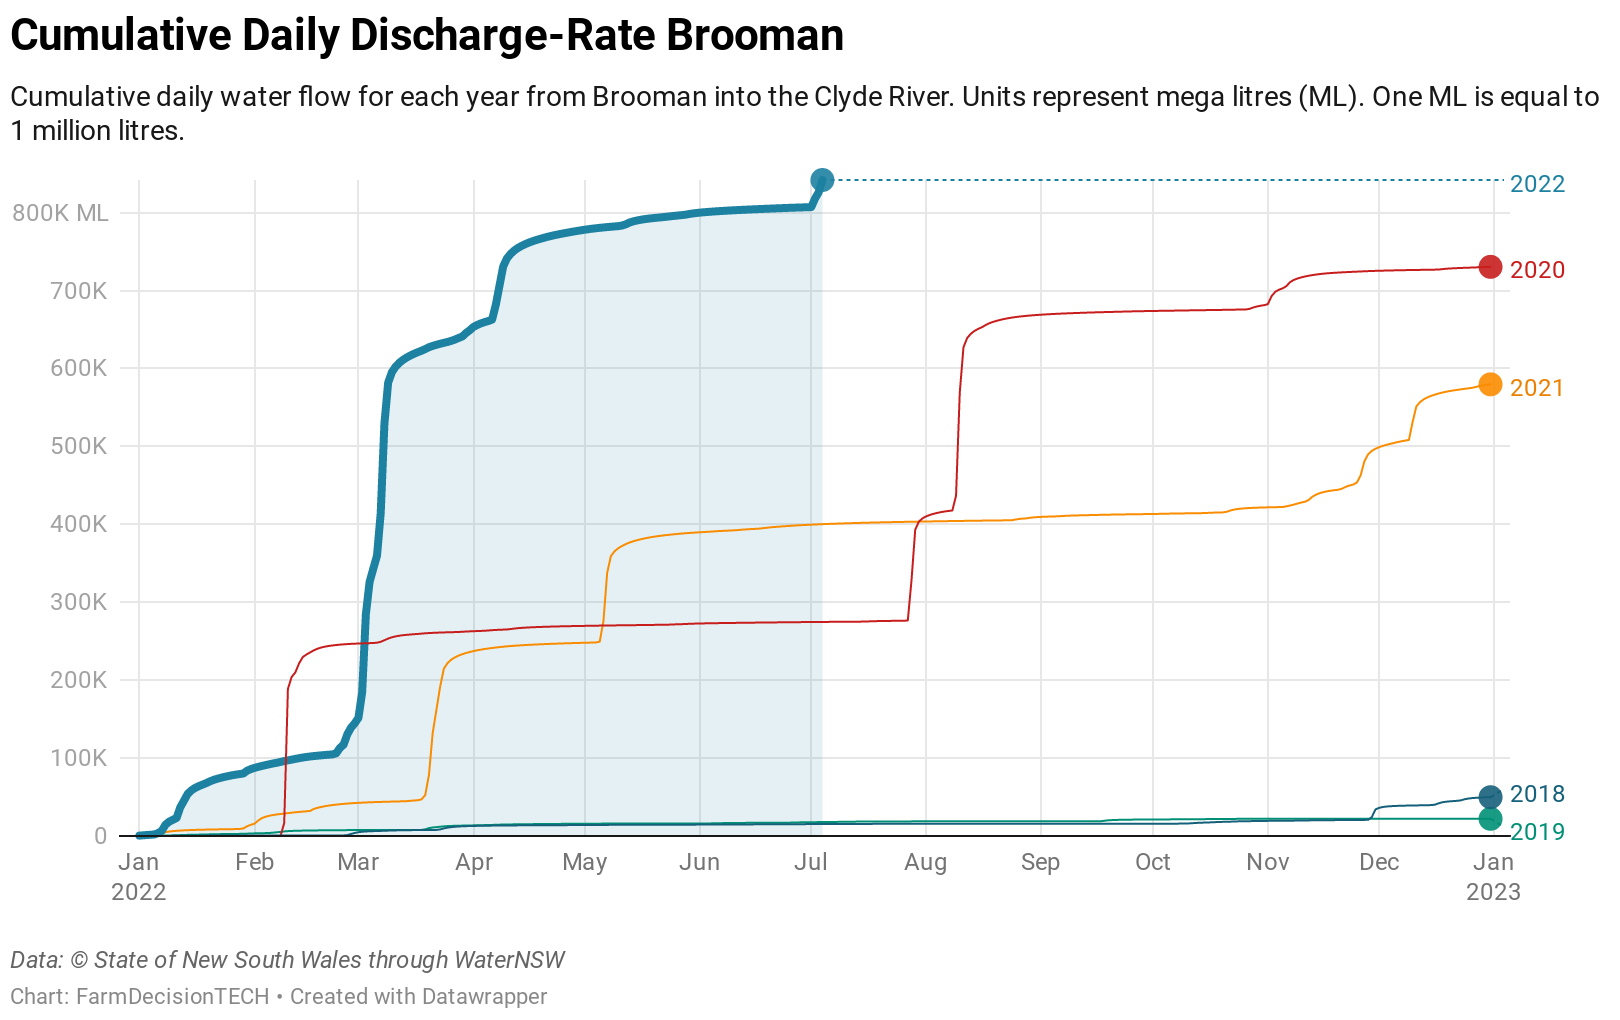 Cumulative Daily Discharge-Rate Brooman
Cumulative daily water flow for each year from Brooman into the Clyde River. Units represent mega litres (ML). One ML is equal to
1 million litres.
2022
800K ML
2020
700K
600K
2021
500K
400K
300K
200K
100K
2018
0
2019
Jan Feb Mar Apr May Jun Jul Aug Sep Oct Nov Dec Jan
2022 2023
Data: © State of New South Wales through WaterNSW
Chart: FarmDecisionTECH • Created with Datawrapper